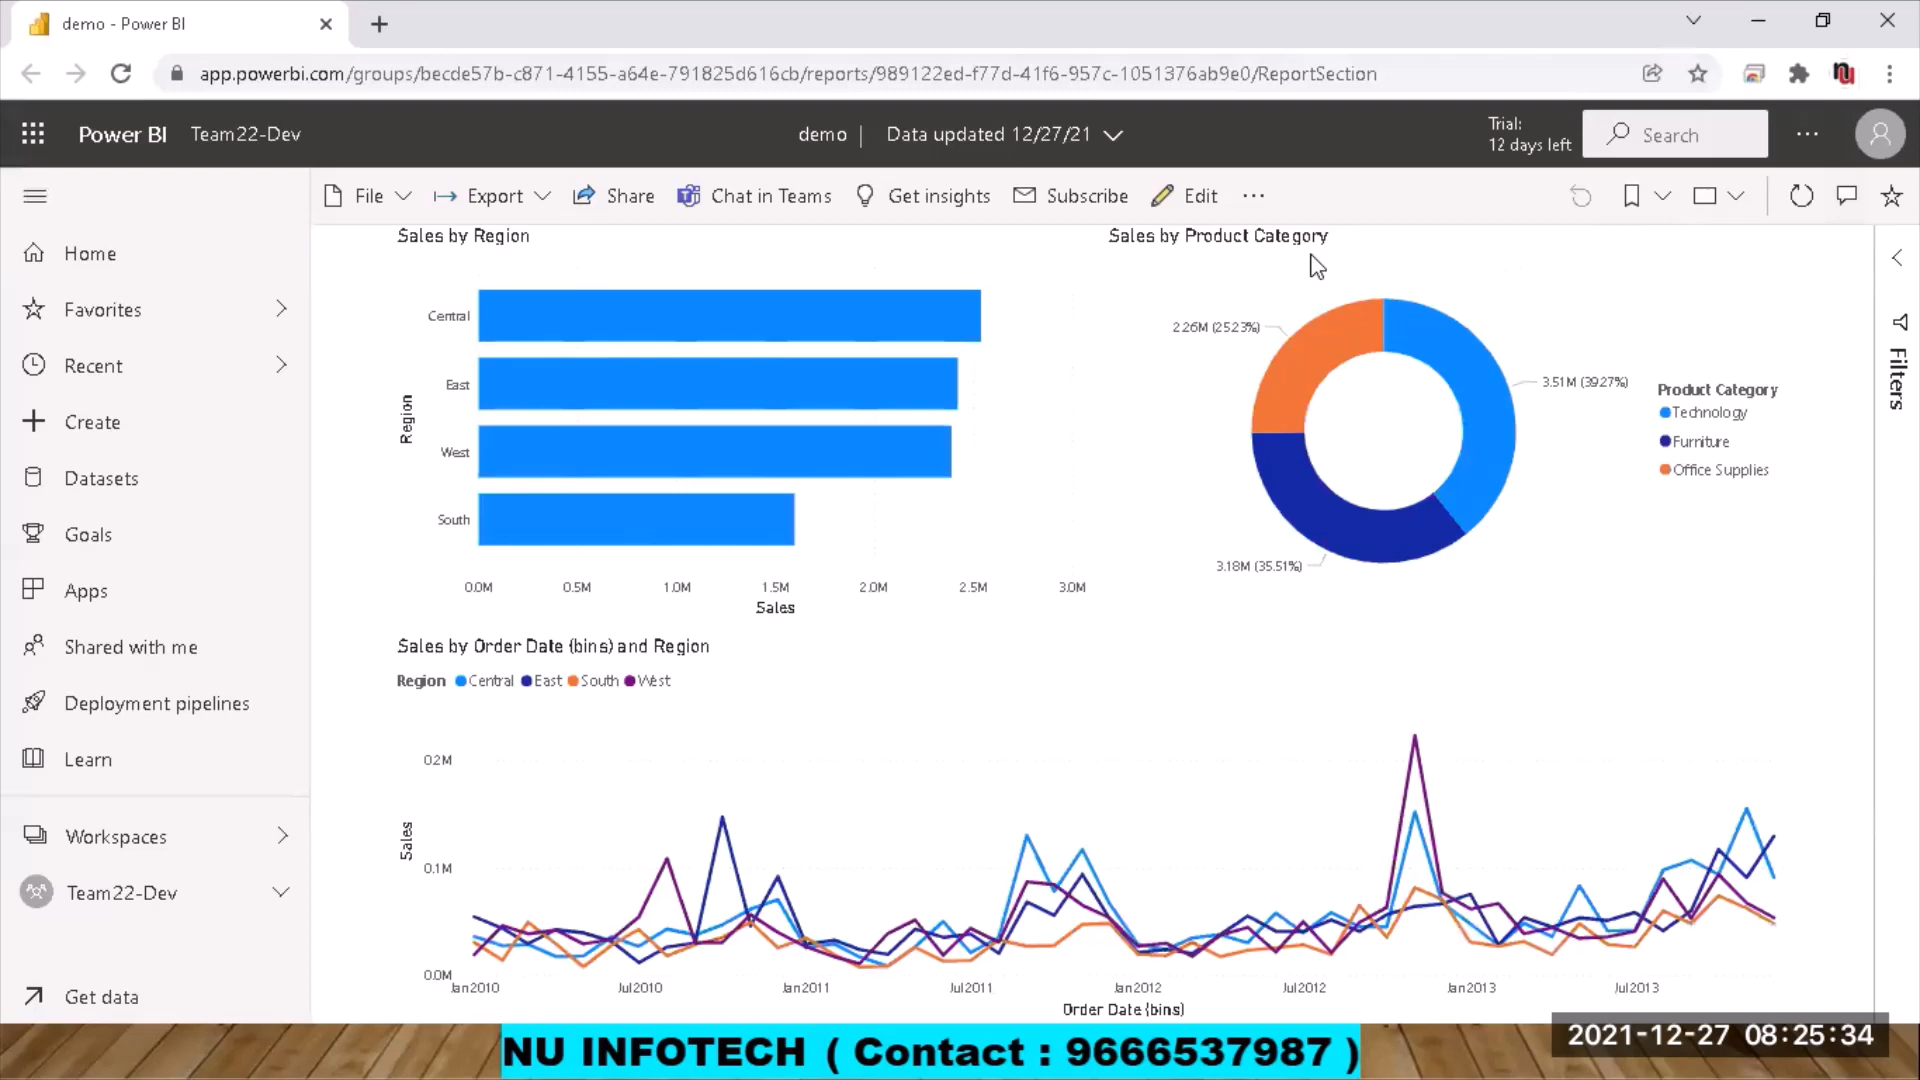 demo - Power BI
app.powerbi.com/groups/becde57b-c871-4155-a64e-791825d616cb/reports/989122ed-f77d-41f6-957c-1051376ab9e0/ReportSection
Power BI Team22-Dev
demo | Data updated 12/27/21
Trial:
12 days left
Search
File Export Share Chat in Teams Get insights Subscribe Edit
Home
Favorites
Recent
Create
Datasets
Goals
Apps
Shared with me
Deployment pipelines
Learn
Workspaces
Team22-Dev
Get data
Sales by Region
Region
Central
East
West
South
0.0M 0.5M 1.0M 1.5M 2.0M 2.5M 3.0M
Sales
Sales by Product Category
2.26M (25.23%)
3.51M (39.27%)
3.18M (35.51%)
Product Category
Technology
Furniture
Office Supplies
Filters
Sales by Order Date (bins) and Region
Region Central East South West
Sales
0.2M
0.1M
0.0M
Jan 2010 Jul 2010 Jan 2011 Jul 2011 Jan 2012 Jul 2012 Jan 2013 Jul 2013
Order Date (bins)
NU INFOTECH ( Contact : 9666537987 )
2021-12-27 08:25:34